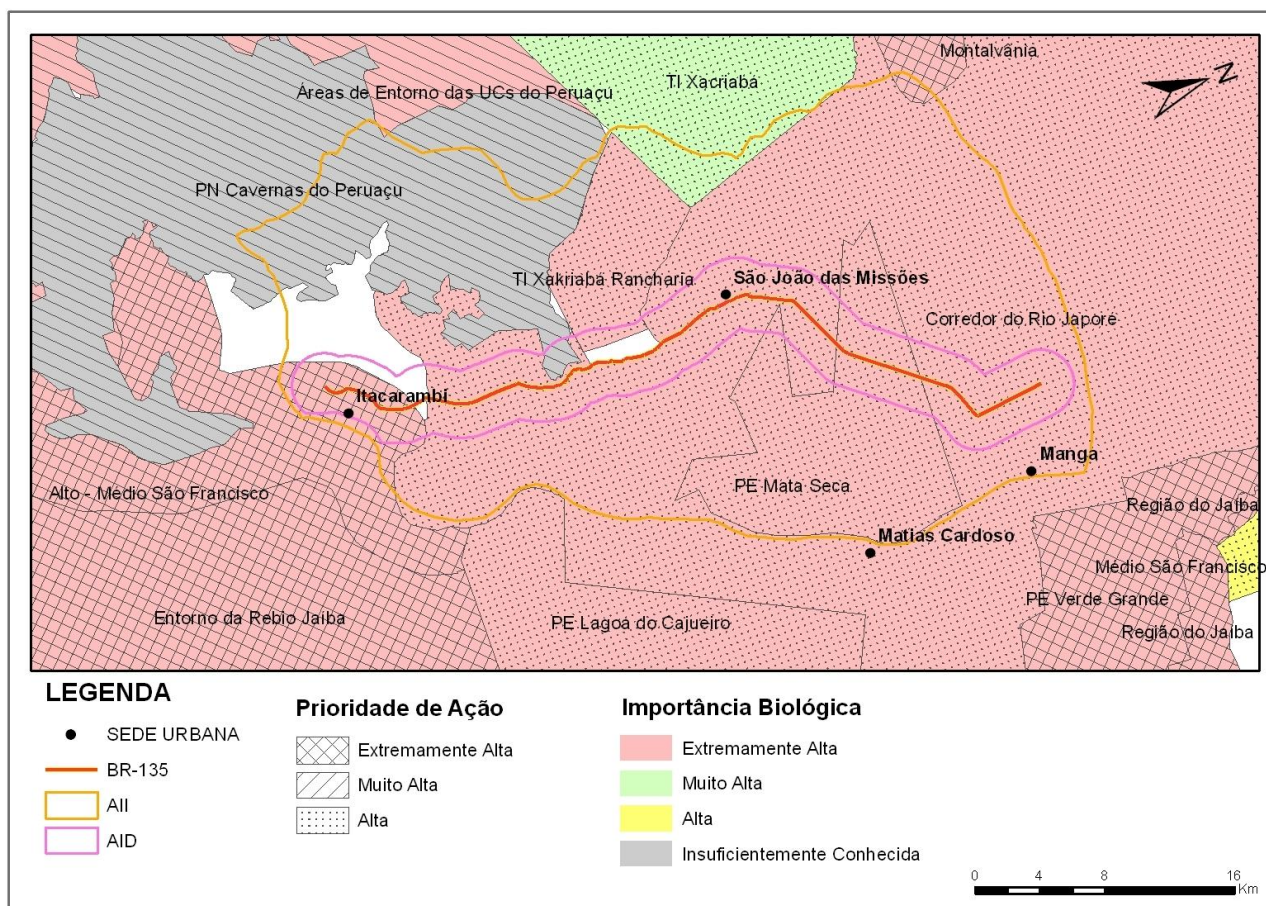 Montalvânia
TI Xacriabá
Áreas de Entorno das UCs do Peruaçu
N
PN Cavernas do Peruaçu
TI Xakriabá Rancharia
São João das Missões
Corredor do Rio Japoré
Itacarambi
Manga
PE Mata Seca
Alto - Médio São Francisco
Região do Jaíba
Matias Cardoso
Médio São Francisco
PE Verde Grande
Entorno da Rebio Jaíba
PE Lagoa do Cajueiro
Região do Jaíba
LEGENDA
SEDE URBANA
BR-135
AII
AID
Prioridade de Ação
Extremamente Alta
Muito Alta
Alta
Importância Biológica
Extremamente Alta
Muito Alta
Alta
Insuficientemente Conhecida
0 4 8 16
Km